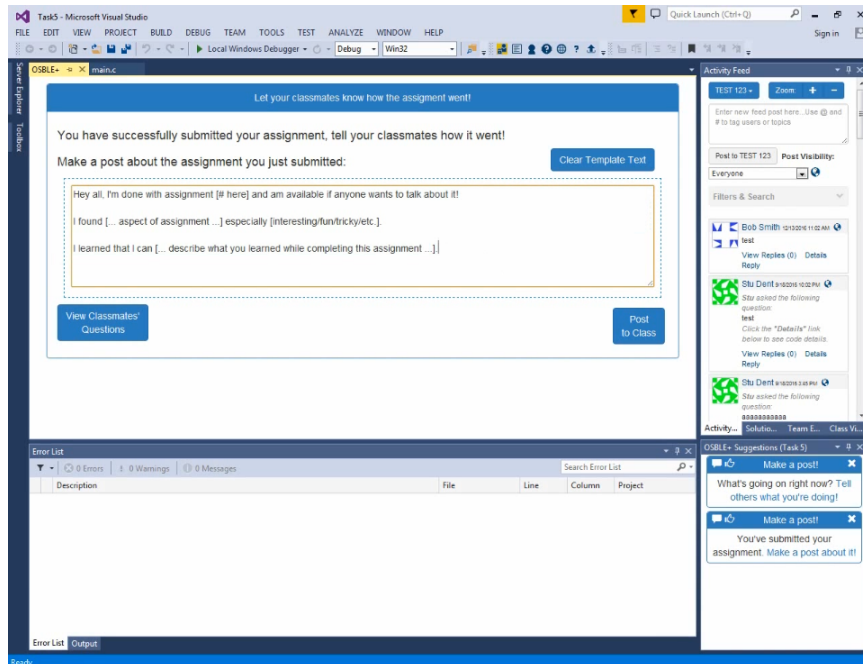 Task5 - Microsoft Visual Studio
Quick Launch (Ctrl+Q)
FILE EDIT VIEW PROJECT BUILD DEBUG TEAM TOOLS TEST ANALYZE WINDOW HELP
Sign in
Local Windows Debugger Debug Win32
Server Explorer
Toolbox
OSBLE+ main.c
Let your classmates know how the assigment went!
You have successfully submitted your assignment, tell your classmates how it went!
Make a post about the assignment you just submitted:
Clear Template Text
Hey all, I'm done with assignment [# here] and am available if anyone wants to talk about it!
I found [... aspect of assignment ...] especially [interesting/fun/tricky/etc.].
I learned that I can [... describe what you learned while completing this assignment ...].
View Classmates'
Questions
Post
to Class
Activity Feed
TEST 123 Zoom: + −
Enter new feed post here...Use @ and
# to tag users or topics
Post to TEST 123 Post Visibility:
Everyone
Filters & Search
Bob Smith
test
View Replies (0) Details
Reply
Stu Dent
Stu asked the following
question:
test
Click the "Details" link
below to see code details.
View Replies (0) Details
Reply
Stu Dent
Stu asked the following
question:
Activity... Solutio... Team E... Class Vi...
Error List
0 Errors 0 Warnings 0 Messages
Search Error List
Description File Line Column Project
Error List Output
OSBLE+ Suggestions (Task 5)
Make a post!
What's going on right now? Tell
others what you're doing!
Make a post!
You've submitted your
assignment. Make a post about it!
Ready